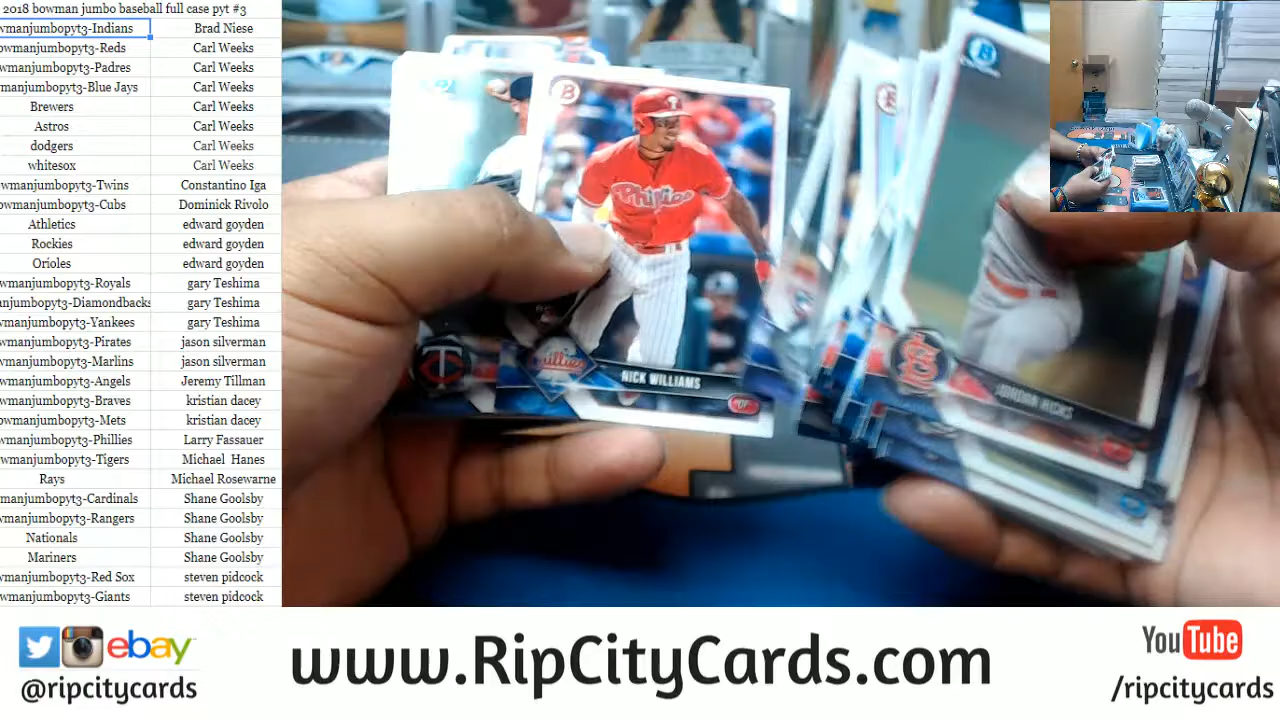 2018 bowman jumbo baseball full case pyt #3
wmanjumbopyt3-Indians Brad Niese
owmanjumbopyt3-Reds Carl Weeks
wmanjumbopyt3-Padres Carl Weeks
manjumbopyt3-Blue Jays Carl Weeks
Brewers Carl Weeks
Astros Carl Weeks
dodgers Carl Weeks
whitesox Carl Weeks
owmanjumbopyt3-Twins Constantino Iga
owmanjumbopyt3-Cubs Dominick Rivolo
Athletics edward goyden
Rockies edward goyden
Orioles edward goyden
wmanjumbopyt3-Royals gary Teshima
anjumbopyt3-Diamondbacks gary Teshima
wmanjumbopyt3-Yankees gary Teshima
wmanjumbopyt3-Pirates jason silverman
wmanjumbopyt3-Marlins jason silverman
wmanjumbopyt3-Angels Jeremy Tillman
wmanjumbopyt3-Braves kristian dacey
owmanjumbopyt3-Mets kristian dacey
wmanjumbopyt3-Phillies Larry Fassauer
wmanjumbopyt3-Tigers Michael Hanes
Rays Michael Rosewarne
manjumbopyt3-Cardinals Shane Goolsby
wmanjumbopyt3-Rangers Shane Goolsby
Nationals Shane Goolsby
Mariners Shane Goolsby
wmanjumbopyt3-Red Sox steven pidcock
wmanjumbopyt3-Giants steven pidcock
B
Phillies
Phillies
NICK WILLIAMS
OF
B
JORDAN HICKS
ebay
@ripcitycards
www.RipCityCards.com
YouTube
/ripcitycards